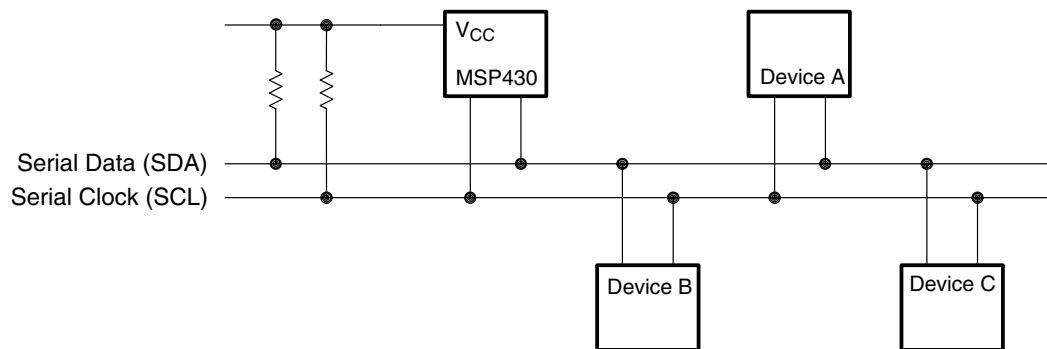 VCC
MSP430
Device A
Serial Data (SDA)
Serial Clock (SCL)
Device B
Device C